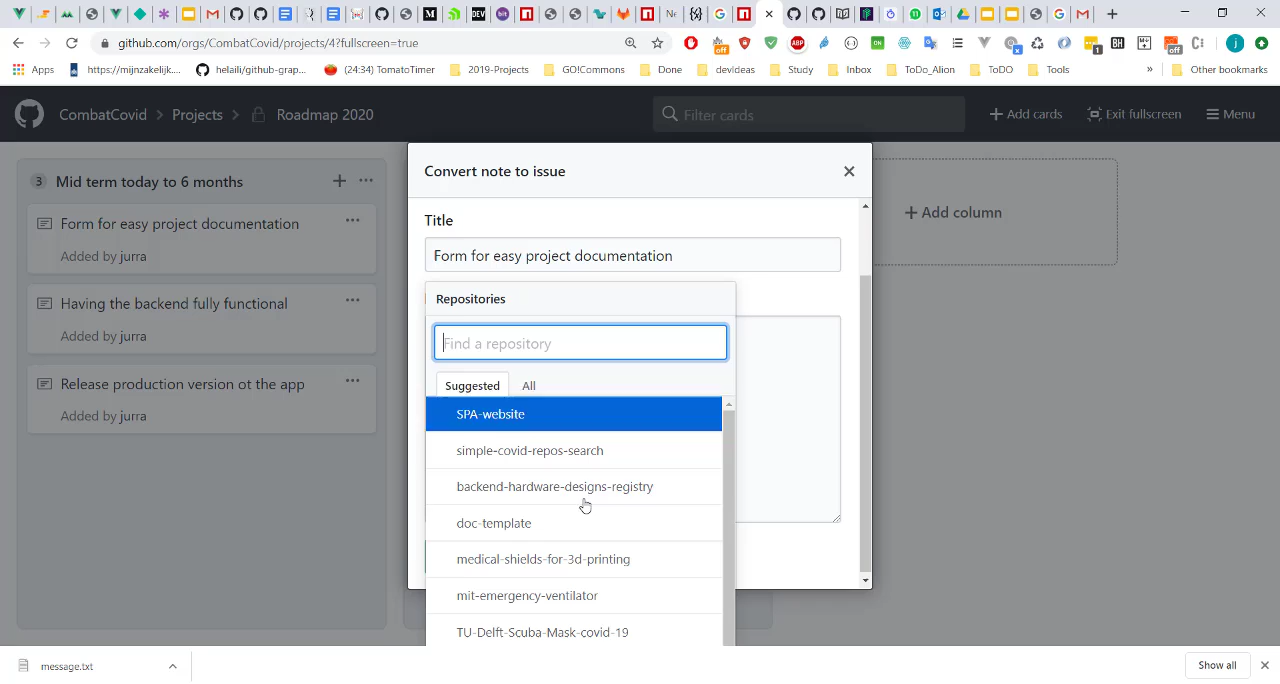 github.com/orgs/CombatCovid/projects/4?fullscreen=true
Apps
https://mijnzakelijk....
helaili/github-grap...
(24:34) TomatoTimer
2019-Projects
GO!Commons
Done
devIdeas
Study
Inbox
ToDo_Alion
ToDO
Tools
»
Other bookmarks
CombatCovid
Projects
Roadmap 2020
Filter cards
Add cards
Exit fullscreen
Menu
3 Mid term today to 6 months
Form for easy project documentation
Added by jurra
Having the backend fully functional
Added by jurra
Release production version ot the app
Added by jurra
Add column
Convert note to issue
Title
Form for easy project documentation
Repositories
Find a repository
Suggested
All
SPA-website
simple-covid-repos-search
backend-hardware-designs-registry
doc-template
medical-shields-for-3d-printing
mit-emergency-ventilator
TU-Delft-Scuba-Mask-covid-19
message.txt
Show all